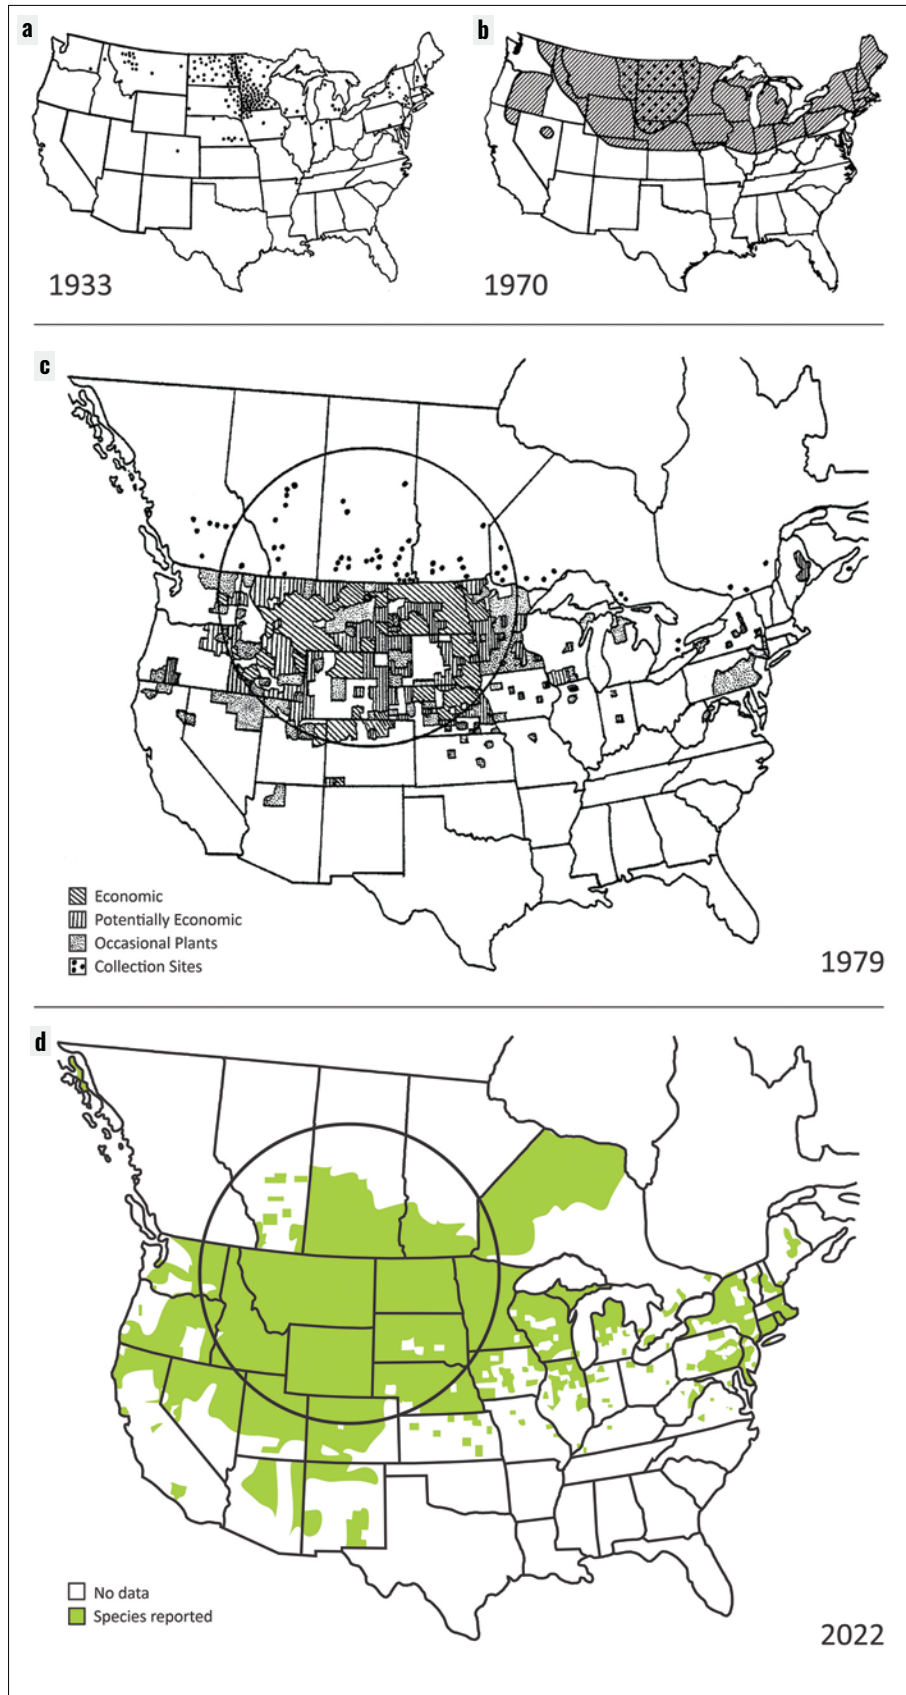 a
b
1933
1970
c
Economic
Potentially Economic
Occasional Plants
Collection Sites
1979
d
No data
Species reported
2022